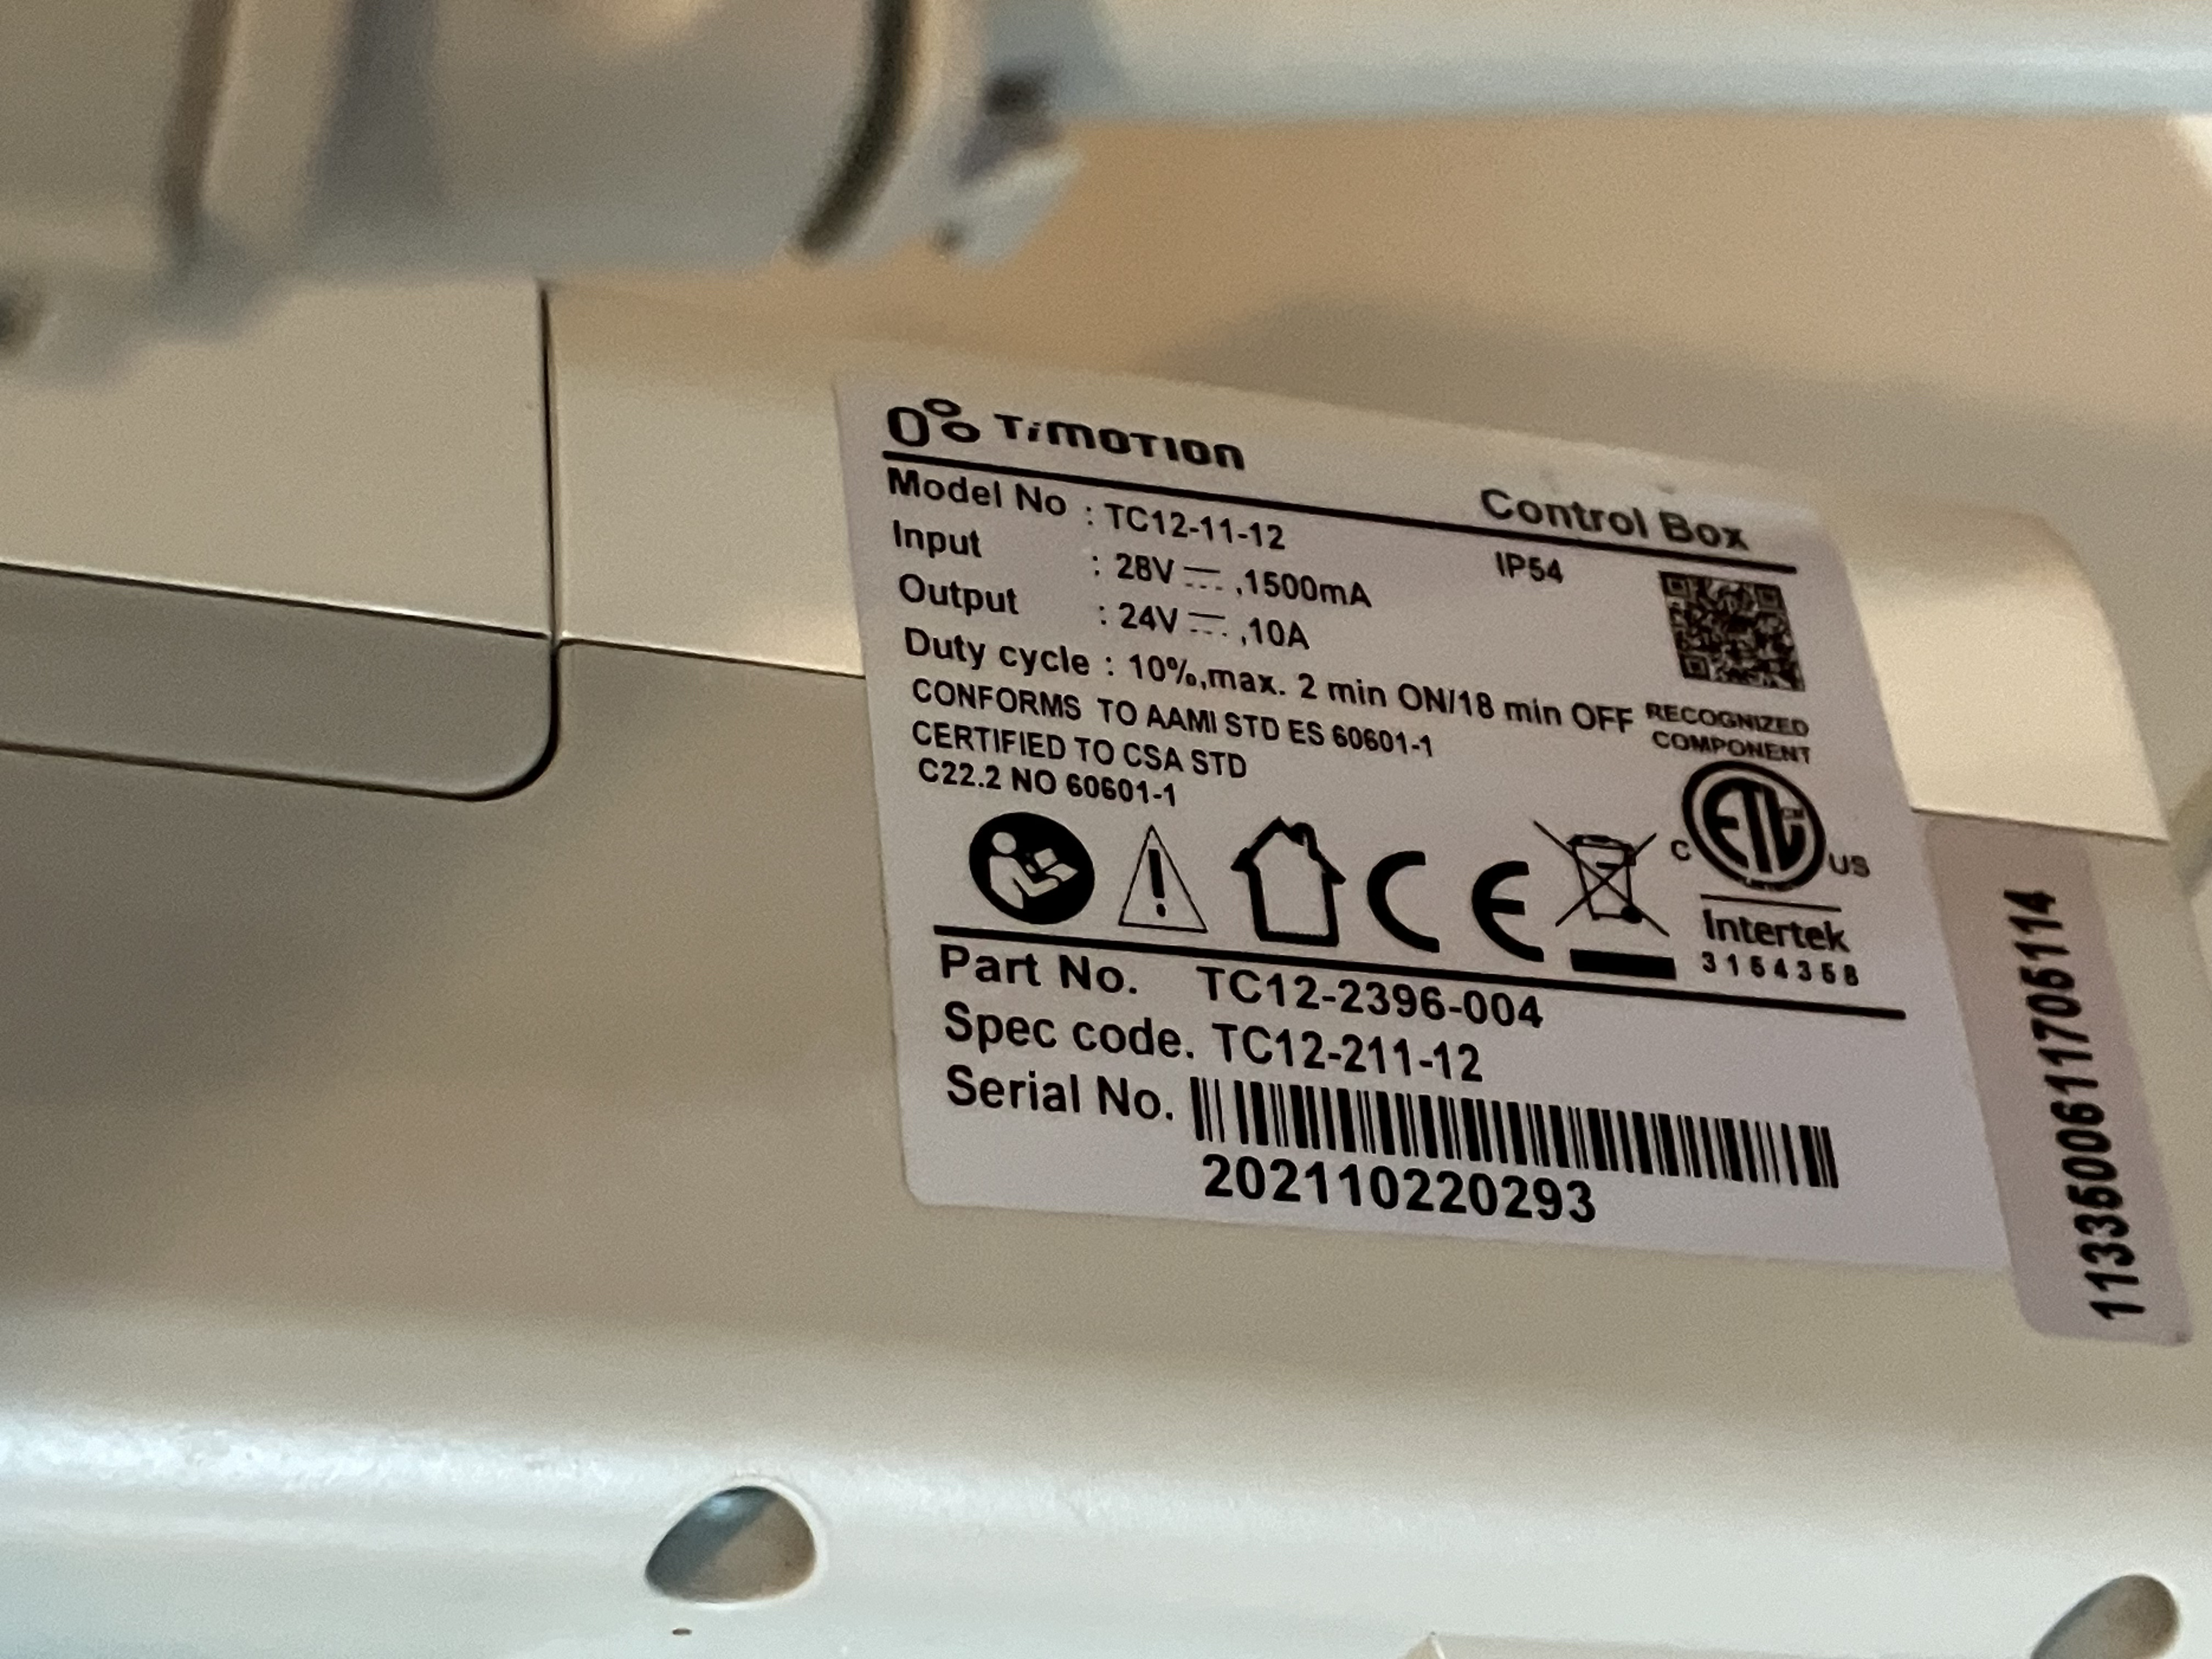 TiMOTION
Control Box
Model No : TC12-11-12 IP54
Input : 28V ⎓ ,1500mA
Output : 24V ⎓ ,10A
Duty cycle : 10%,max. 2 min ON/18 min OFF
CONFORMS TO AAMI STD ES 60601-1
CERTIFIED TO CSA STD
C22.2 NO 60601-1
RECOGNIZED
COMPONENT
C ETL US
Intertek
CE
Part No. TC12-2396-004
Spec code. TC12-211-12
Serial No.
202110220293